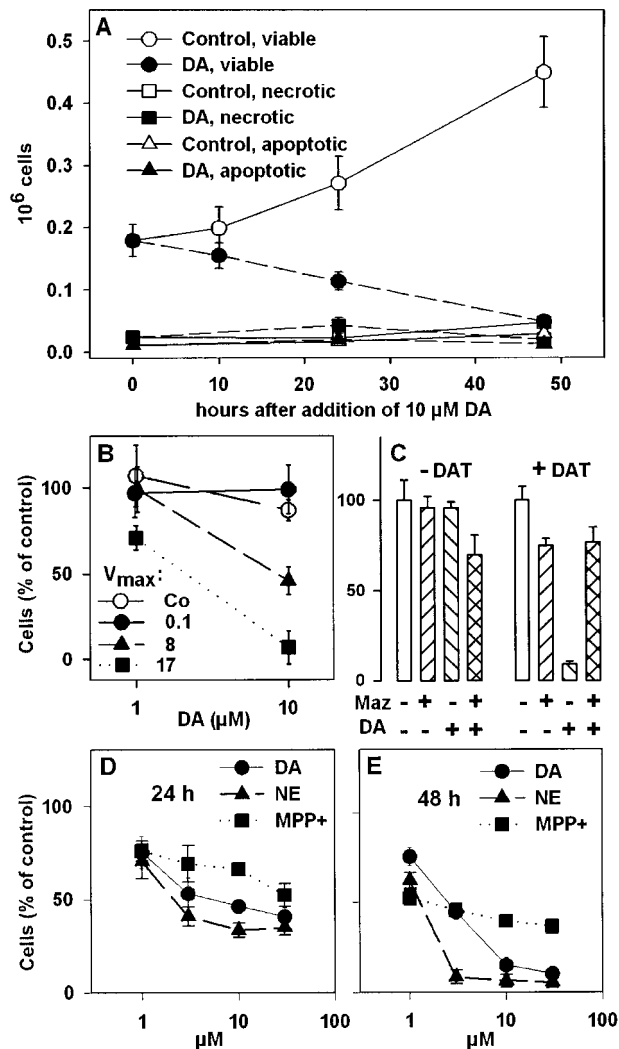 A
Control, viable
DA, viable
Control, necrotic
DA, necrotic
Control, apoptotic
DA, apoptotic
10⁶ cells
0.5
0.4
0.3
0.2
0.1
0.0
0 10 20 30 40 50
hours after addition of 10 µM DA
B
Cells (% of control)
100
50
0
Vmax:
Co
0.1
8
17
1 10
DA (µM)
C
- DAT + DAT
100
50
0
Maz - + - + - + - +
DA - - + + - - + +
D
24 h
DA
NE
MPP+
Cells (% of control)
100
50
0
1 10 100
µM
E
48 h
DA
NE
MPP+
1 10 100
µM